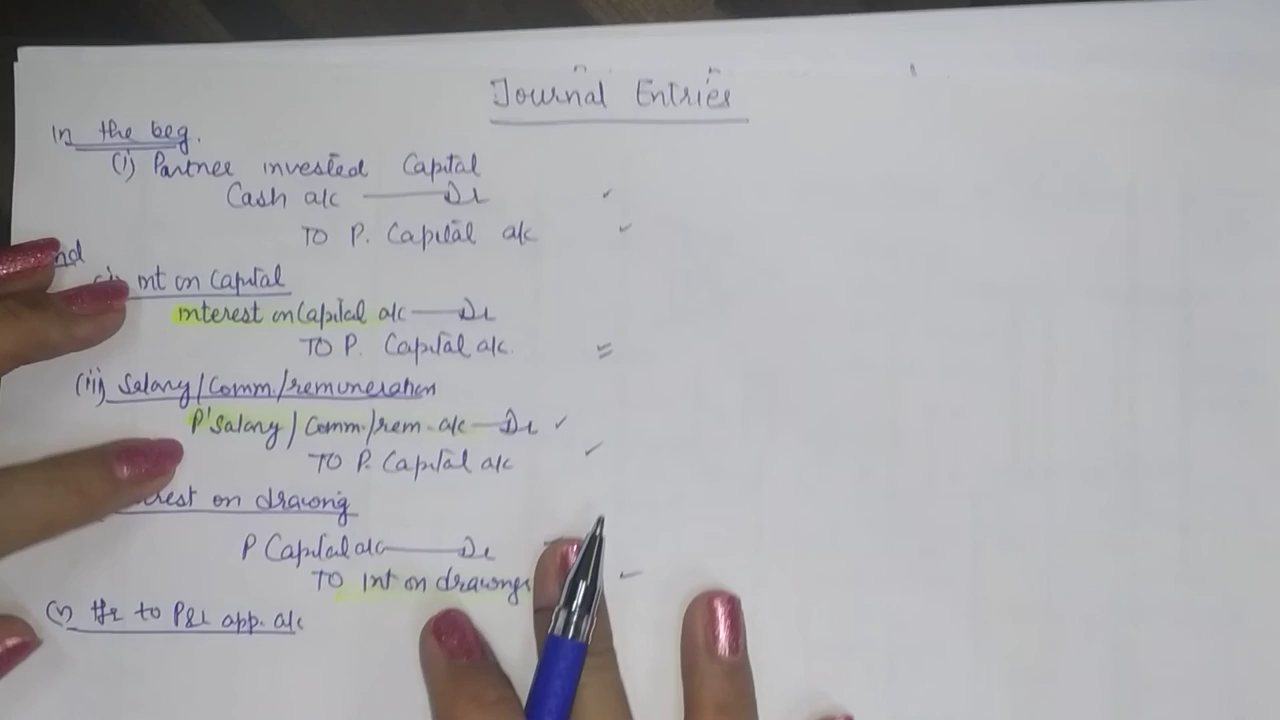 Journal Entries
In the beg.
(i) Partner invested Capital
Cash a/c —— Dr
TO P. Capital a/c
nd
int on Capital
interest on Capital a/c —— Dr
TO P. Capital a/c.
(iii) Salary/Comm./remuneration
P' Salary/Comm./rem. a/c — Dr
TO P. Capital a/c
rest on drawing
P Capital a/c —— Dr
TO Int on drawings
to P&L app. a/c